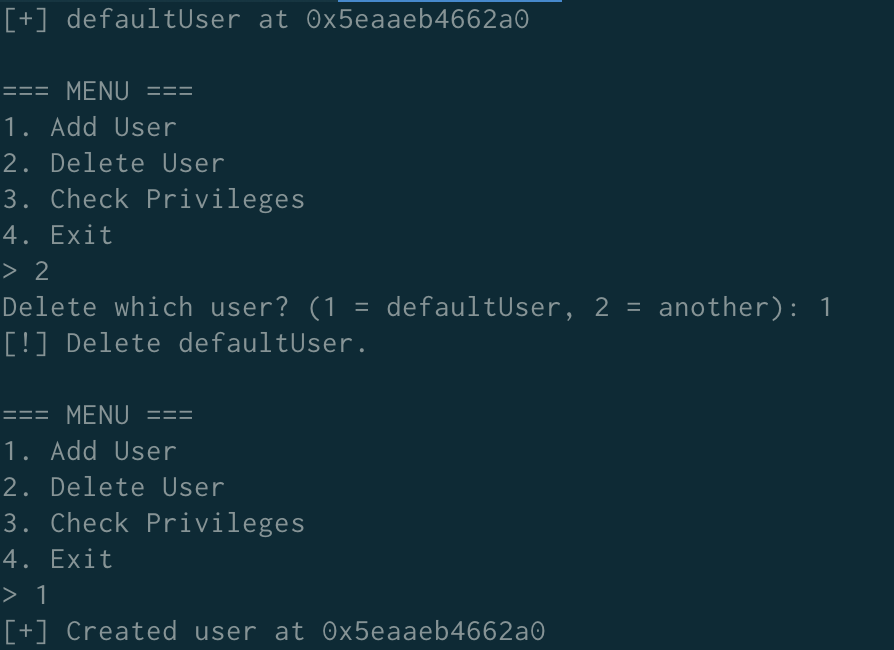 [+] defaultUser at 0x5eaaeb4662a0
=== MENU ===
1. Add User
2. Delete User
3. Check Privileges
4. Exit
> 2
Delete which user? (1 = defaultUser, 2 = another): 1
[!] Delete defaultUser.
=== MENU ===
1. Add User
2. Delete User
3. Check Privileges
4. Exit
> 1
[+] Created user at 0x5eaaeb4662a0